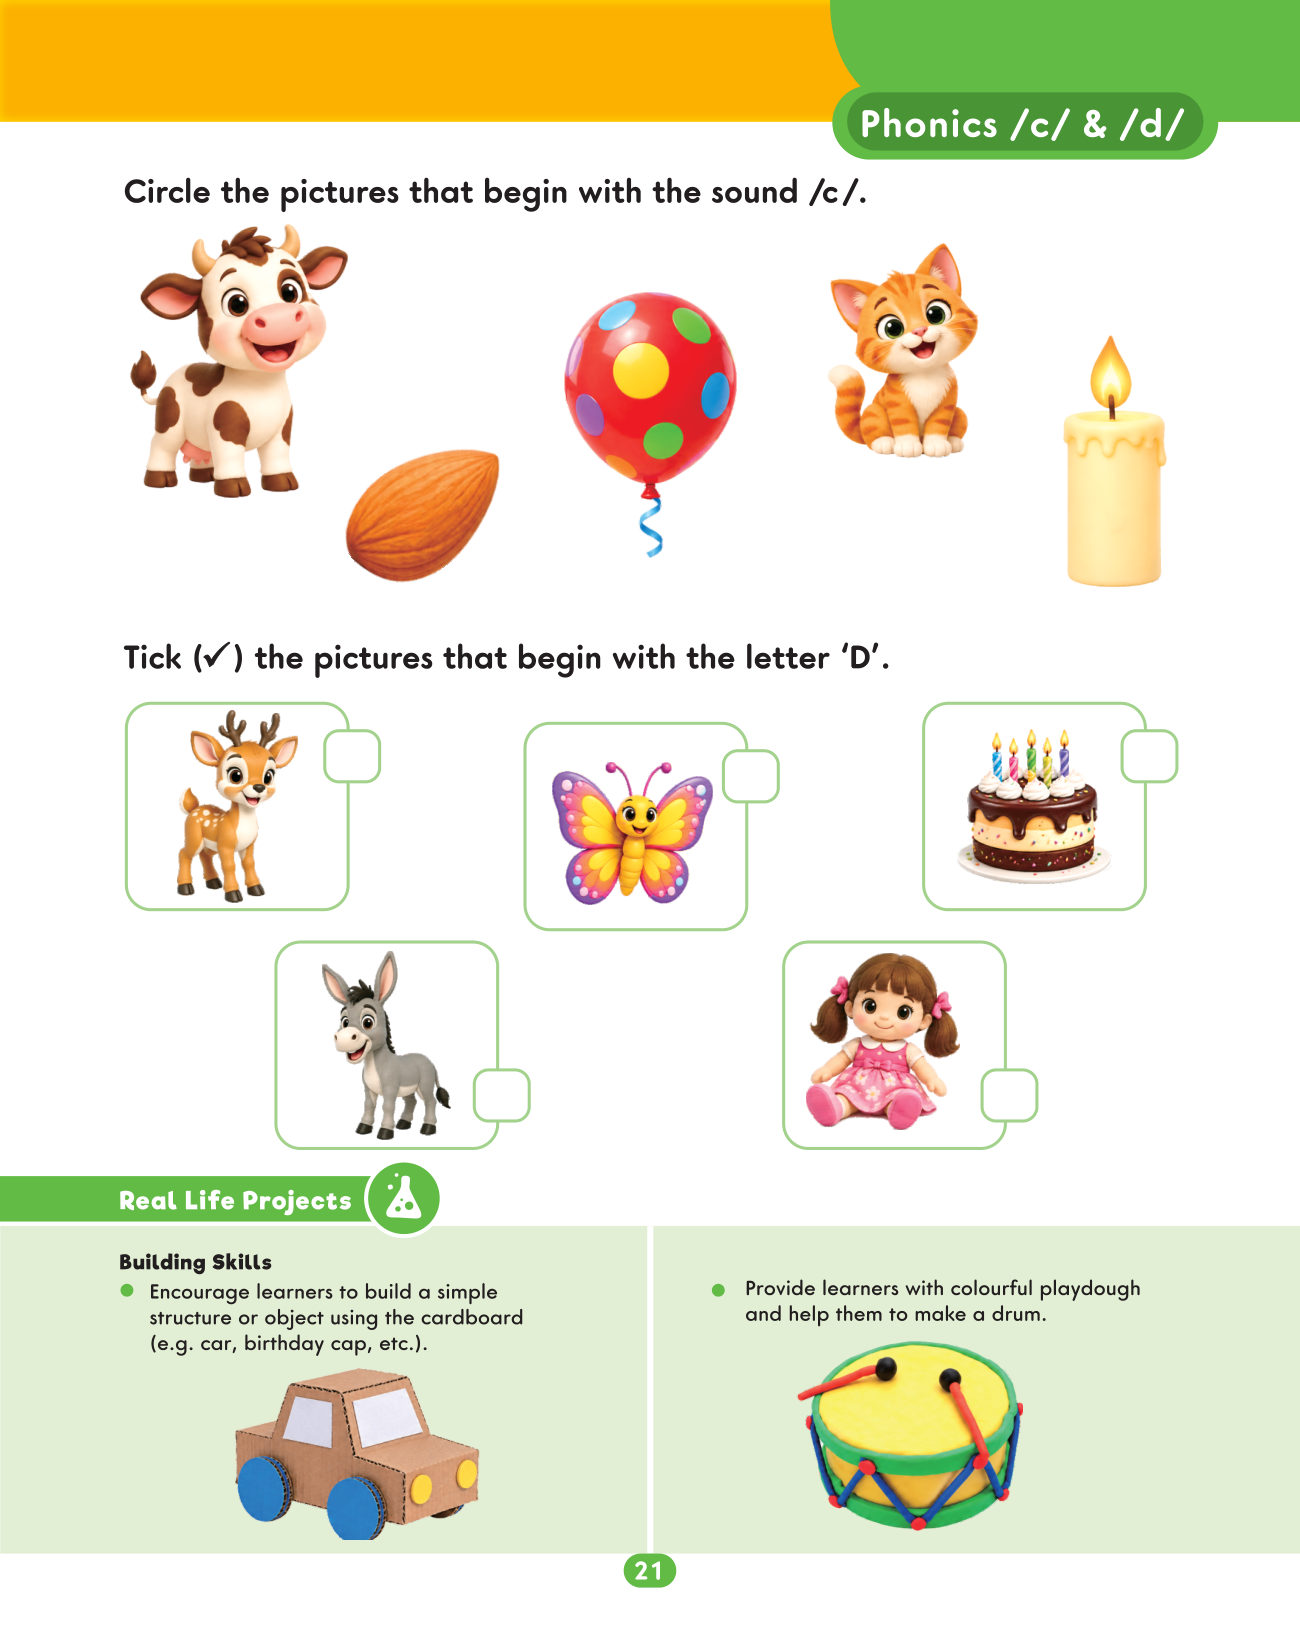 Phonics /c/ & /d/
Circle the pictures that begin with the sound /c/.
Tick (✓) the pictures that begin with the letter ‘D’.
Real Life Projects
Building Skills
Encourage learners to build a simple
structure or object using the cardboard
(e.g. car, birthday cap, etc.).
Provide learners with colourful playdough
and help them to make a drum.
21